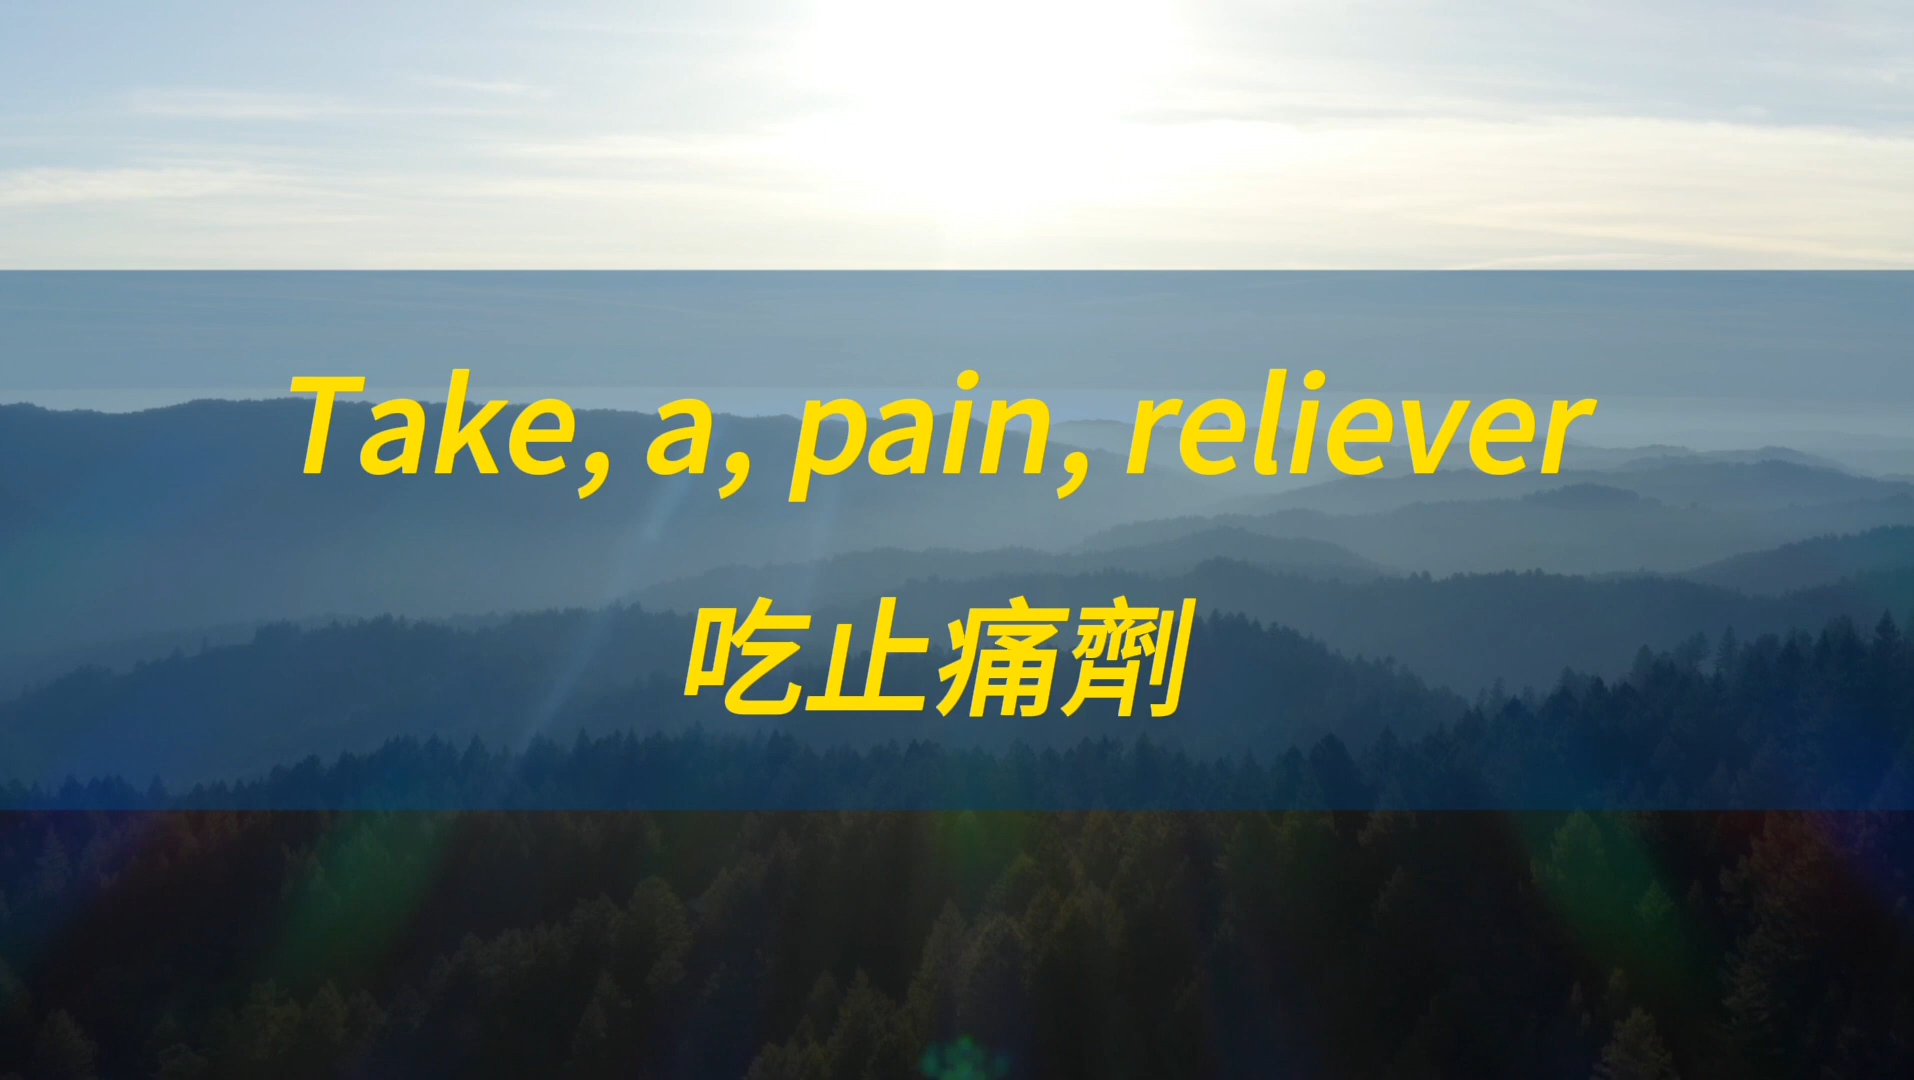 Take, a, pain, reliever
吃止痛劑